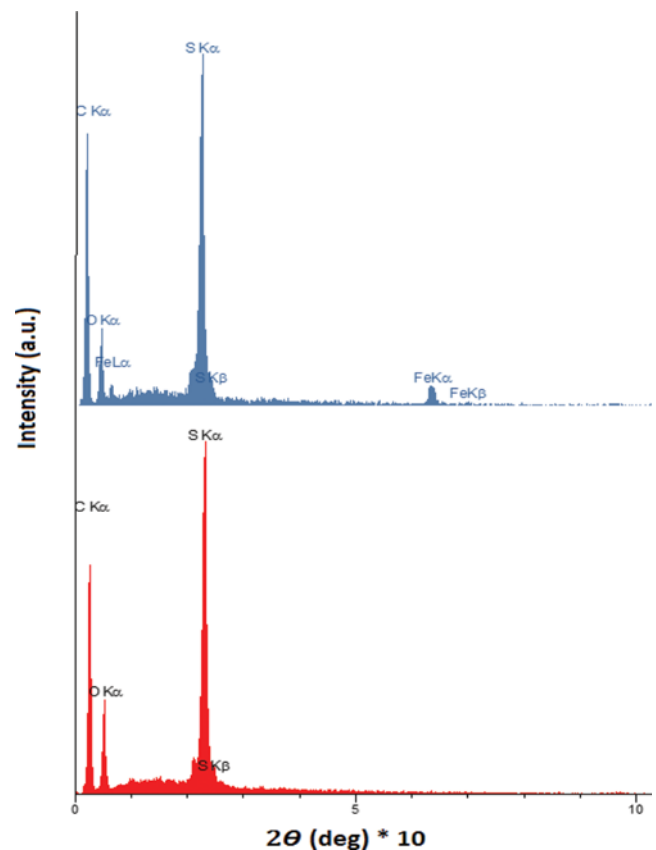 S Kα
C Kα
O Kα
FeLα
S Kβ
FeKα
FeKβ
Intensity (a.u.)
S Kα
C Kα
O Kα
S Kβ
0
5
10
2Θ (deg) * 10